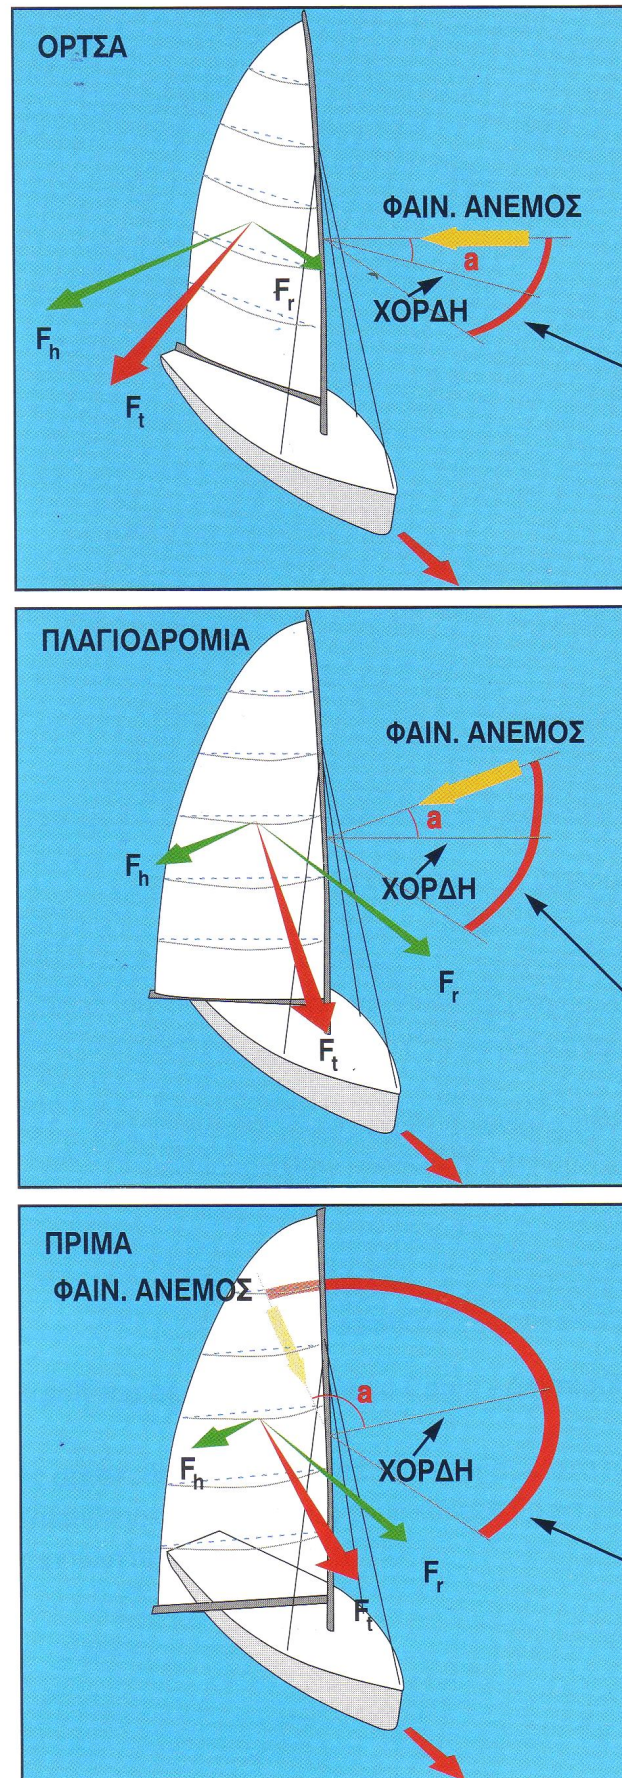 ΟΡΤΣΑ
ΦΑΙΝ. ΑΝΕΜΟΣ
a
ΧΟΡΔΗ
Fr
Fh
Ft
ΠΛΑΓΙΟΔΡΟΜΙΑ
ΦΑΙΝ. ΑΝΕΜΟΣ
a
ΧΟΡΔΗ
Fh
Fr
Ft
ΠΡΙΜΑ
ΦΑΙΝ. ΑΝΕΜΟΣ
a
ΧΟΡΔΗ
Fh
Fr
Ft